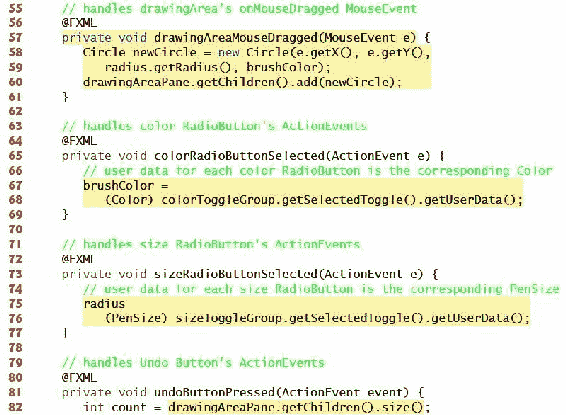 55 // handles drawingArea's onMouseDragged MouseEvent
56 @FXML
57 private void drawingAreaMouseDragged(MouseEvent e) {
58 Circle newCircle = new Circle(e.getX(), e.getY(),
59 radius.getRadius(), brushColor);
60 drawingAreaPane.getChildren().add(newCircle);
61 }
62
63 // handles color RadioButton's ActionEvents
64 @FXML
65 private void colorRadioButtonSelected(ActionEvent e) {
66 // user data for each color RadioButton is the corresponding Color
67 brushColor =
68 (Color) colorToggleGroup.getSelectedToggle().getUserData();
69 }
70
71 // handles size RadioButton's ActionEvents
72 @FXML
73 private void sizeRadioButtonSelected(ActionEvent e) {
74 // user data for each size RadioButton is the corresponding PenSize
75 radius
76 (PenSize) sizeToggleGroup.getSelectedToggle().getUserData();
77 }
78
79 // handles Undo Button's ActionEvents
80 @FXML
81 private void undoButtonPressed(ActionEvent event) {
82 int count = drawingAreaPane.getChildren().size();